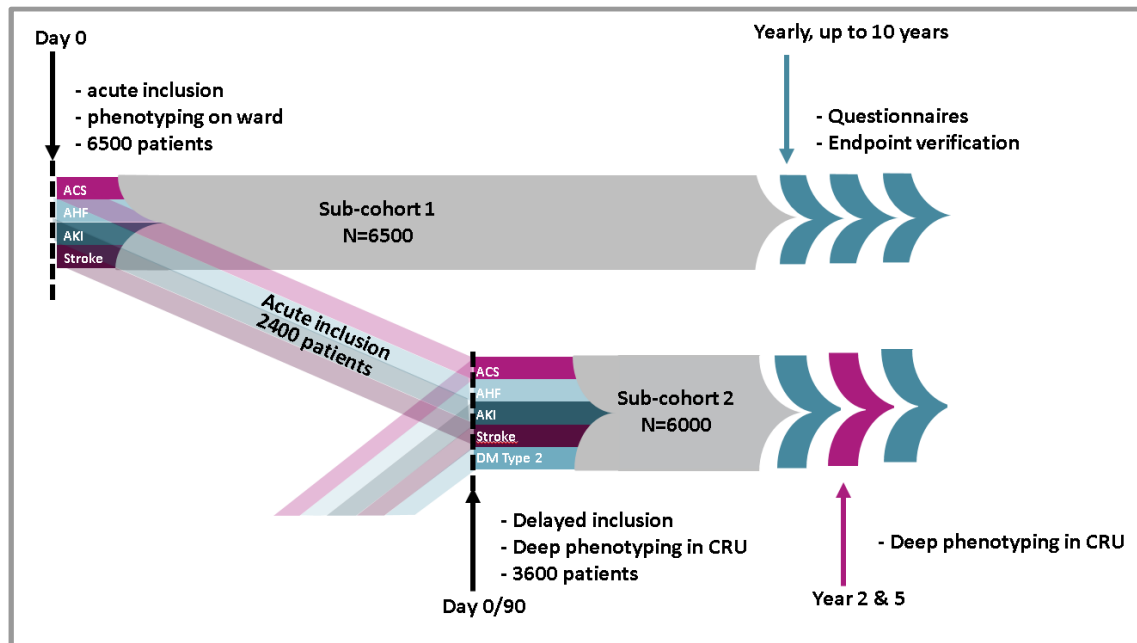 Day 0
- acute inclusion
- phenotyping on ward
- 6500 patients
Yearly, up to 10 years
- Questionnaires
- Endpoint verification
ACS
AHF
AKI
Stroke
Sub-cohort 1
N=6500
Acute inclusion
2400 patients
ACS
AHF
AKI
Stroke
DM Type 2
Sub-cohort 2
N=6000
- Delayed inclusion
- Deep phenotyping in CRU
- 3600 patients
Day 0/90
- Deep phenotyping in CRU
Year 2 & 5